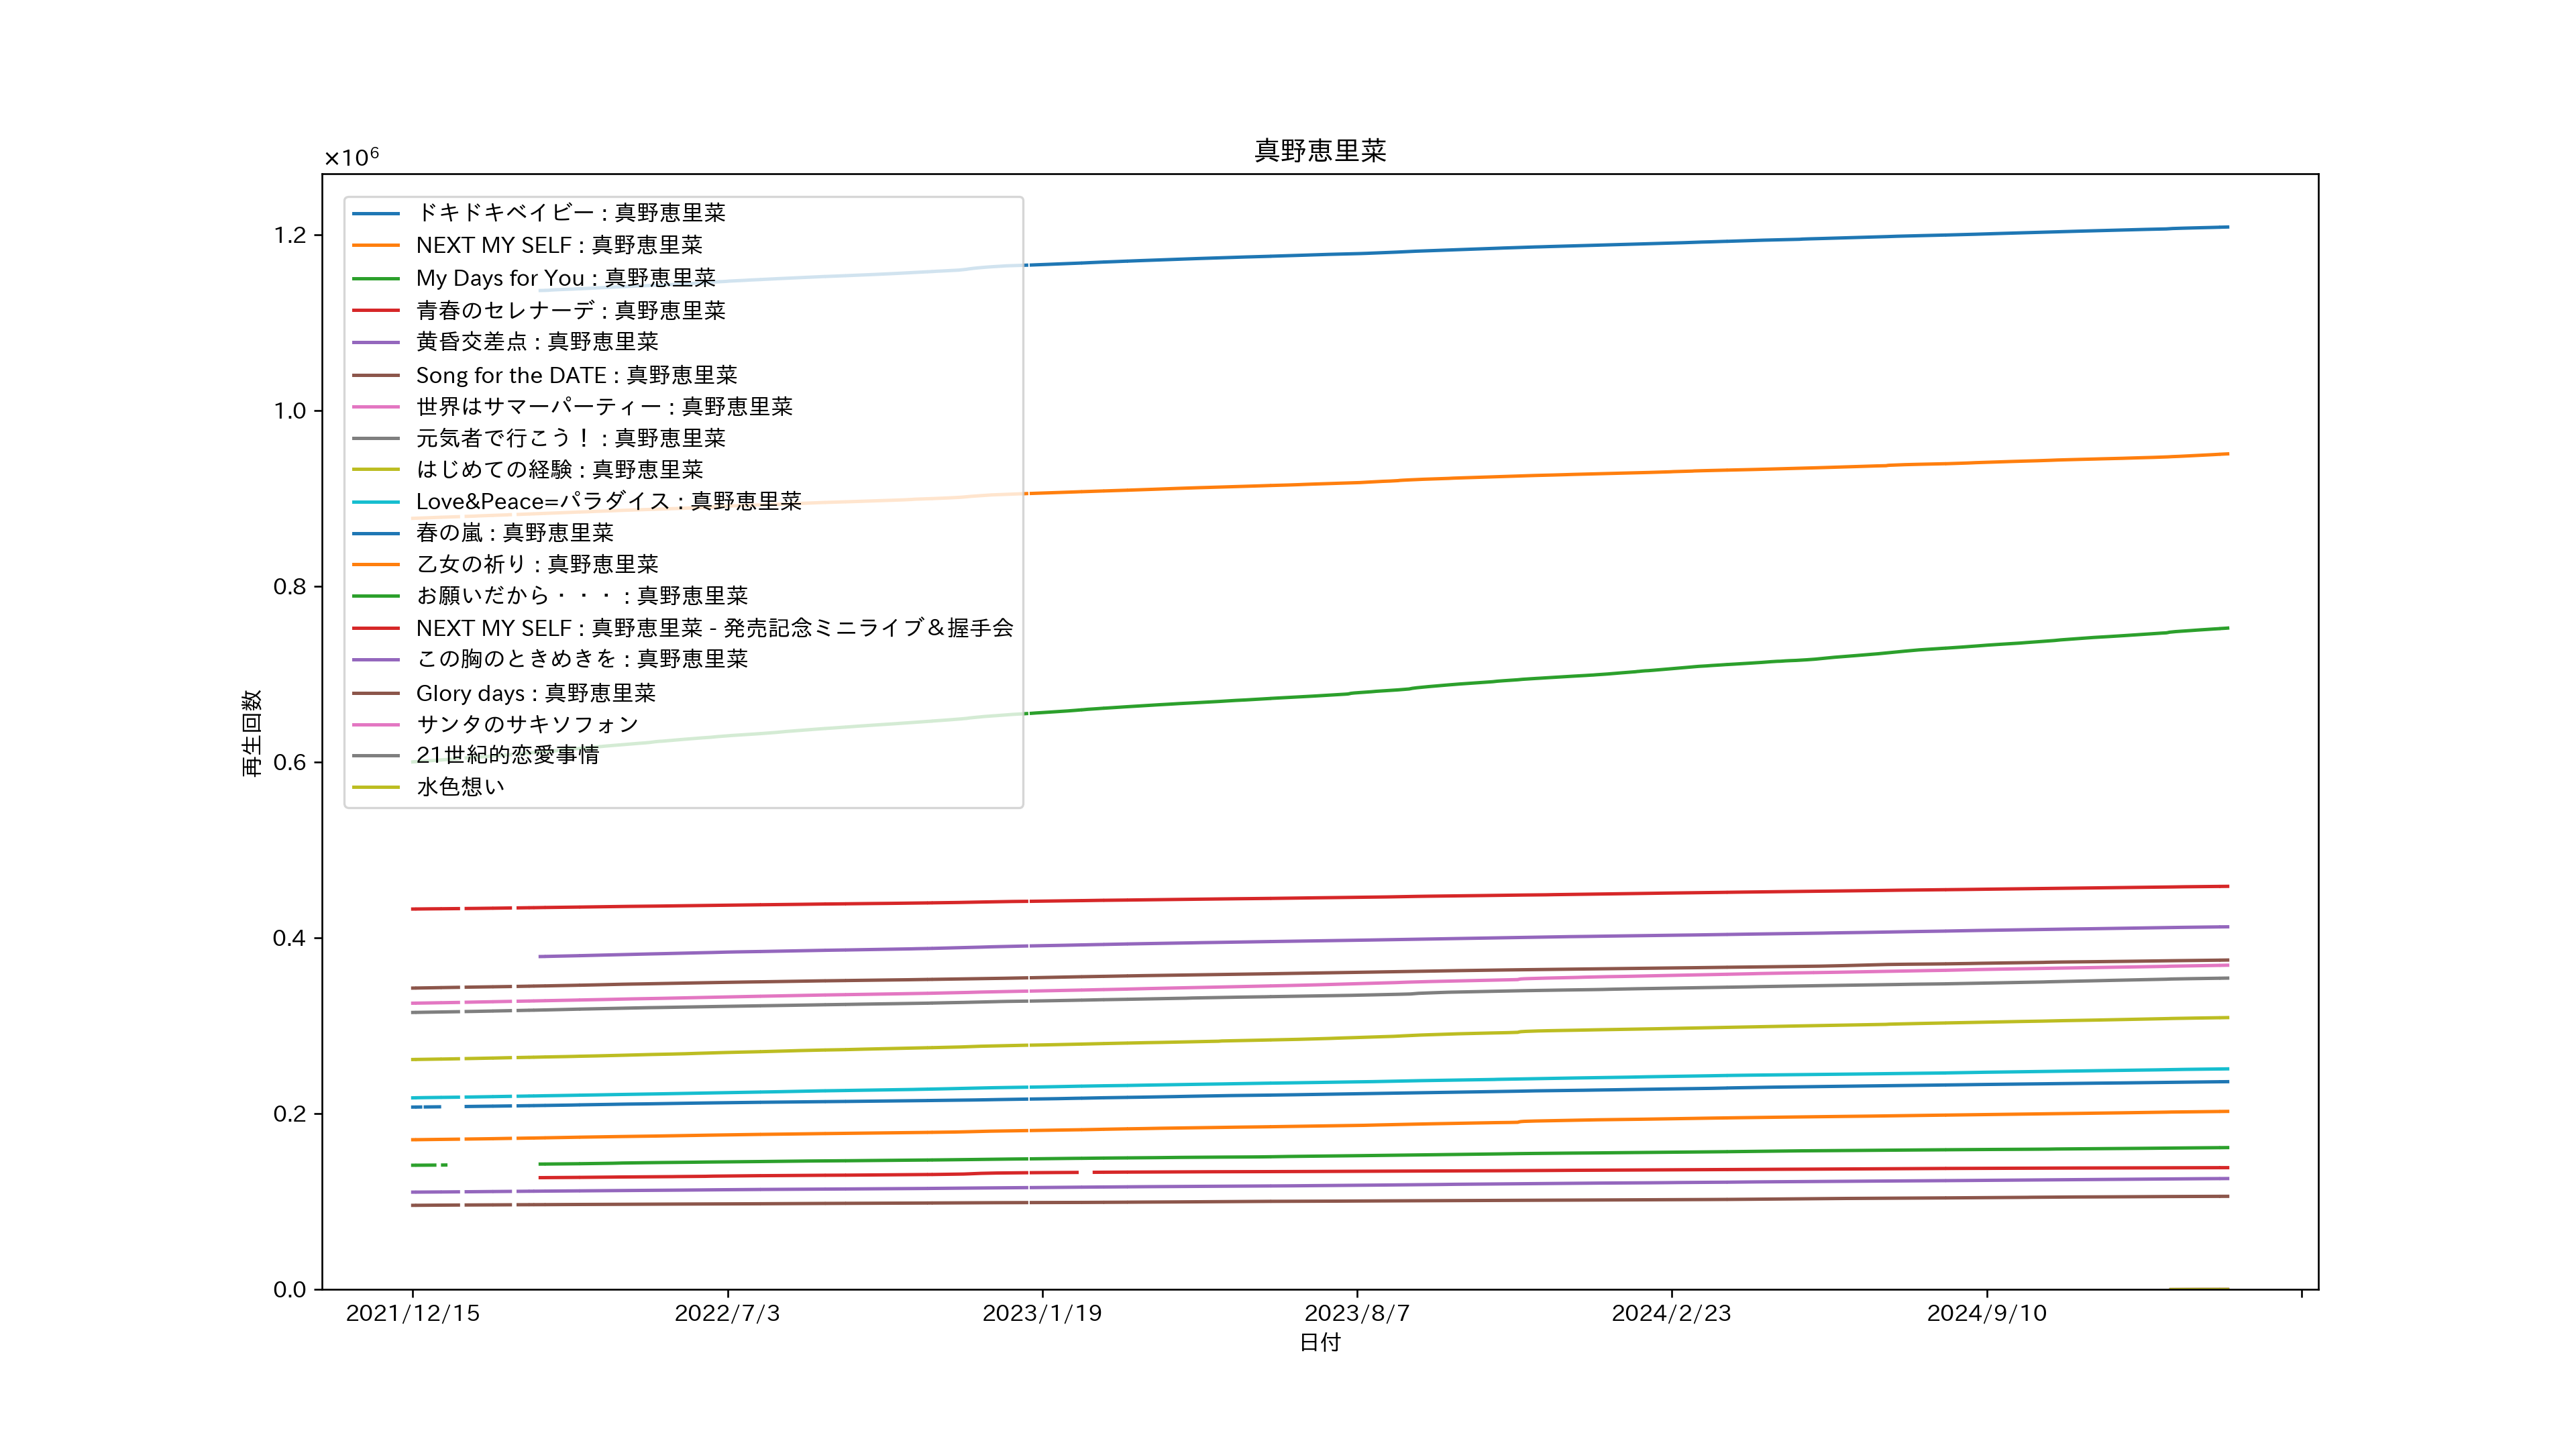 真野恵里菜
×10⁶
1.2
1.0
0.8
0.6
0.4
0.2
0.0
再生回数
ドキドキベイビー : 真野恵里菜
NEXT MY SELF : 真野恵里菜
My Days for You : 真野恵里菜
青春のセレナーデ : 真野恵里菜
黄昏交差点 : 真野恵里菜
Song for the DATE : 真野恵里菜
世界はサマーパーティー : 真野恵里菜
元気者で行こう！ : 真野恵里菜
はじめての経験 : 真野恵里菜
Love&Peace=パラダイス : 真野恵里菜
春の嵐 : 真野恵里菜
乙女の祈り : 真野恵里菜
お願いだから・・・ : 真野恵里菜
NEXT MY SELF : 真野恵里菜 - 発売記念ミニライブ＆握手会
この胸のときめきを : 真野恵里菜
Glory days : 真野恵里菜
サンタのサキソフォン
21世紀的恋愛事情
水色想い
2021/12/15
2022/7/3
2023/1/19
2023/8/7
2024/2/23
2024/9/10
日付